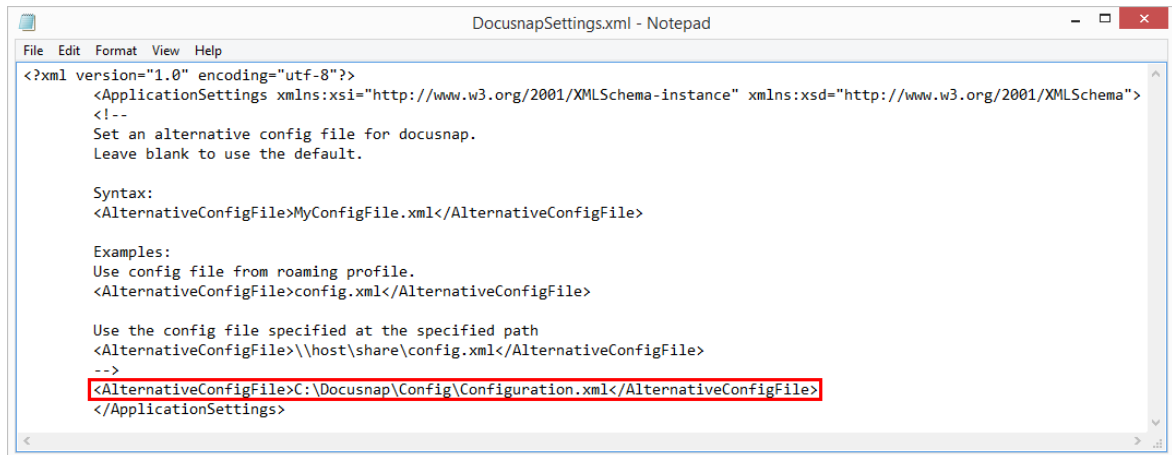 DocusnapSettings.xml - Notepad
File Edit Format View Help
<?xml version="1.0" encoding="utf-8"?>
<ApplicationSettings xmlns:xsi="http://www.w3.org/2001/XMLSchema-instance" xmlns:xsd="http://www.w3.org/2001/XMLSchema">
<!--
Set an alternative config file for docusnap.
Leave blank to use the default.

Syntax:
<AlternativeConfigFile>MyConfigFile.xml</AlternativeConfigFile>

Examples:
Use config file from roaming profile.
<AlternativeConfigFile>config.xml</AlternativeConfigFile>

Use the config file specified at the specified path
<AlternativeConfigFile>\\host\share\config.xml</AlternativeConfigFile>
-->
<AlternativeConfigFile>C:\Docusnap\Config\Configuration.xml</AlternativeConfigFile>
</ApplicationSettings>